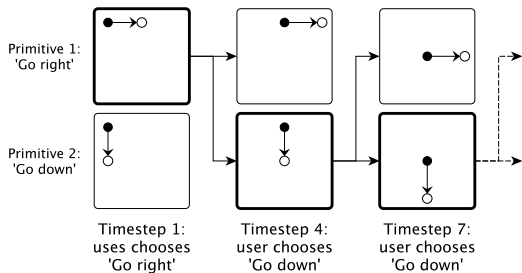 Primitive 1:
'Go right'
Primitive 2:
'Go down'
Timestep 1:
uses chooses
'Go right'
Timestep 4:
user chooses
'Go down'
Timestep 7:
user chooses
'Go down'